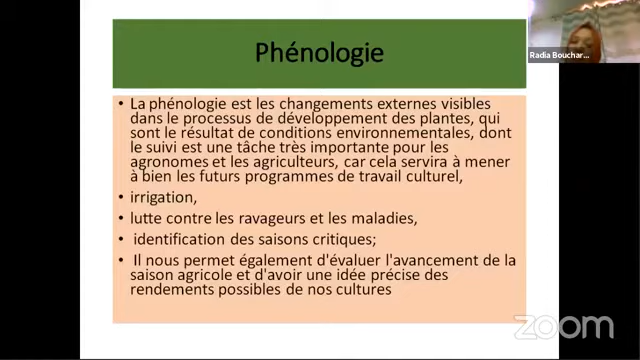 Phénologie
Radia Bouchar...
• La phénologie est les changements externes visibles
dans le processus de développement des plantes, qui
sont le résultat de conditions environnementales, dont
le suivi est une tâche très importante pour les
agronomes et les agriculteurs, car cela servira à mener
à bien les futurs programmes de travail culturel,
• irrigation,
• lutte contre les ravageurs et les maladies,
• identification des saisons critiques;
• Il nous permet également d'évaluer l'avancement de la
saison agricole et d'avoir une idée précise des
rendements possibles de nos cultures
zoom